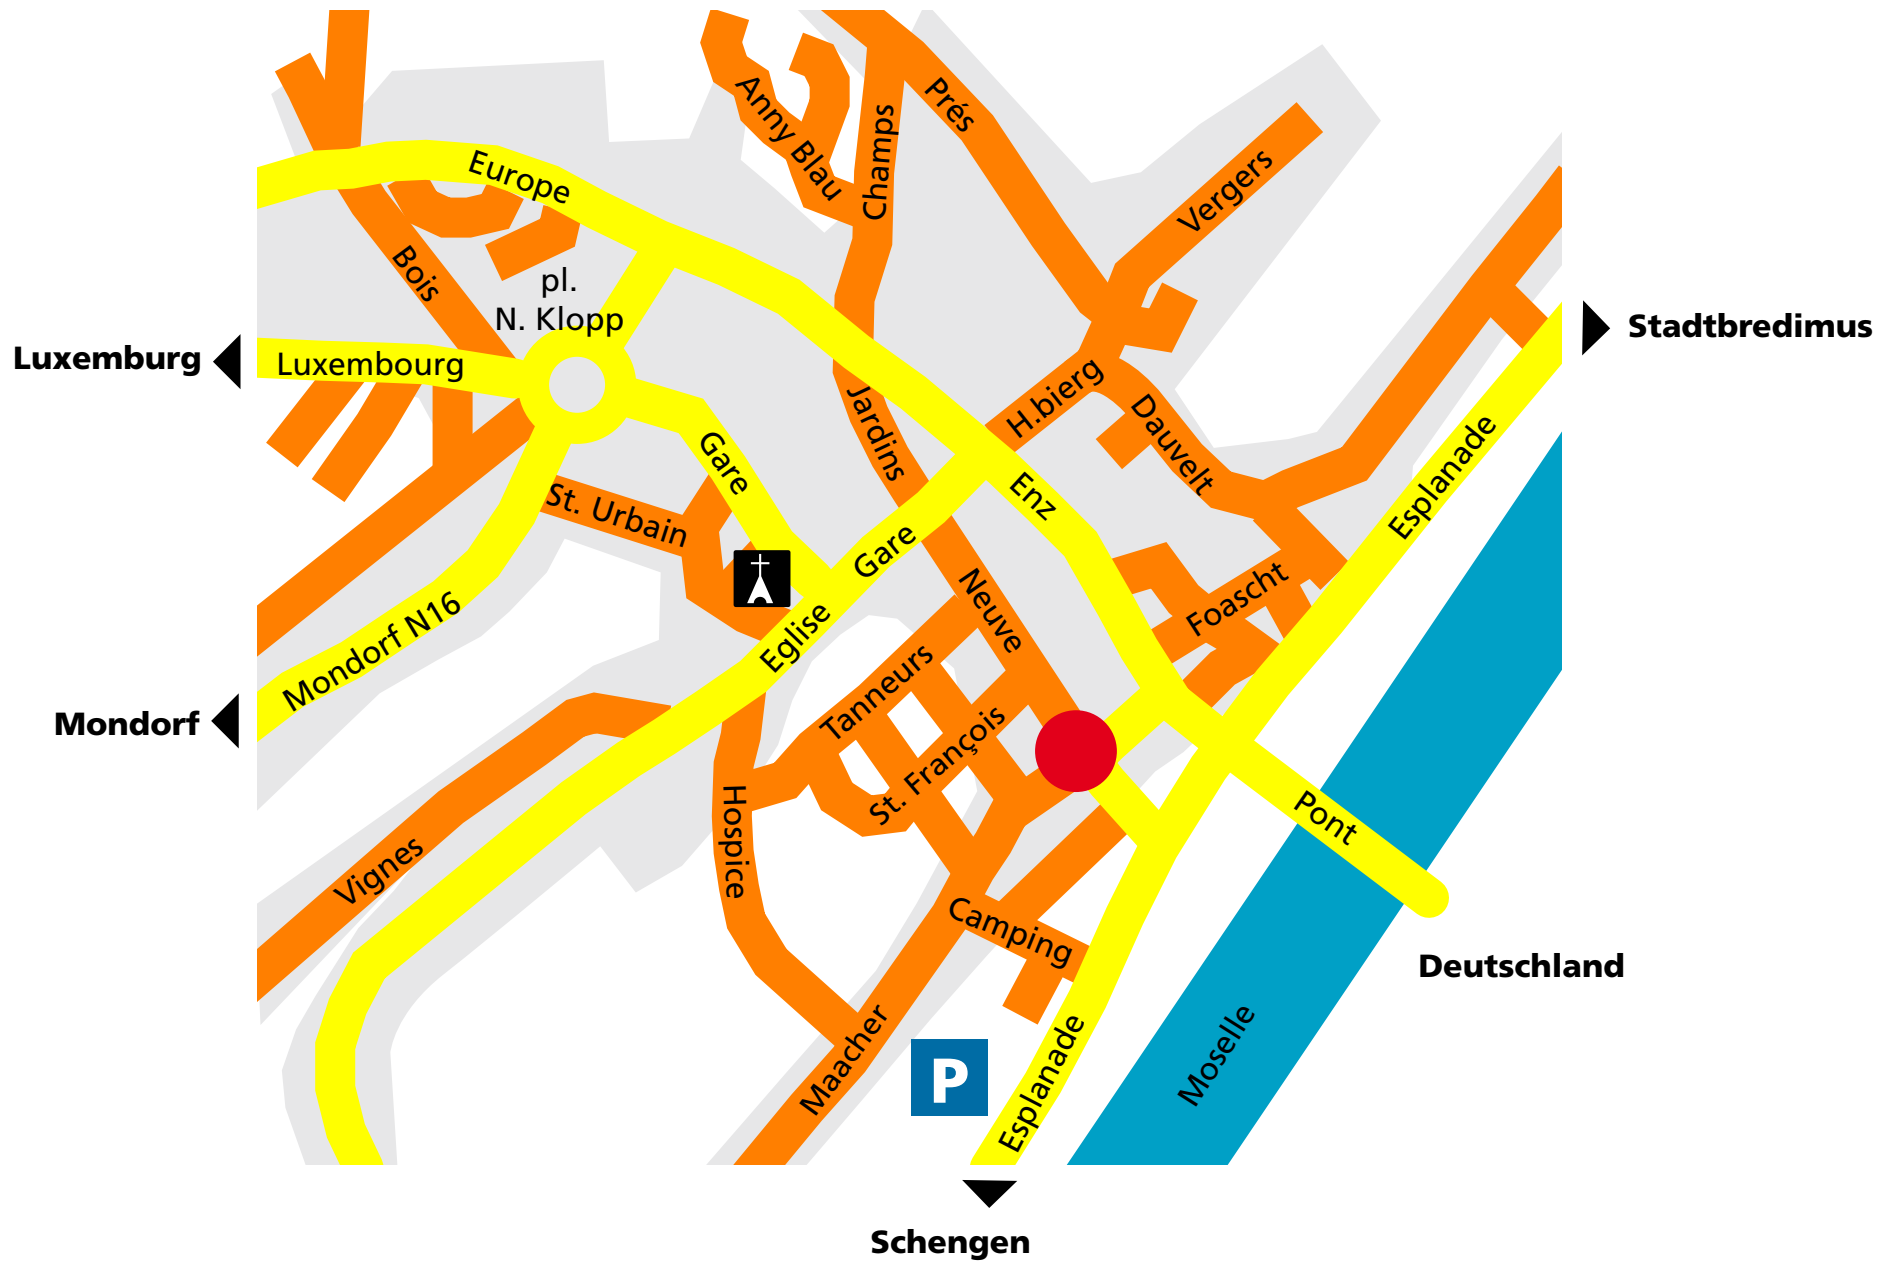 Anny Blau
Champs
Prés
Vergers
Europe
Bois
pl.
N. Klopp
Luxemburg
Luxembourg
Stadtbredimus
H.bierg
Jardins
Dauvelt
Gare
Esplanade
St. Urbain
Enz
Gare
Neuve
Foascht
Mondorf N16
Eglise
Tanneurs
Mondorf
St. François
Hospice
Pont
Vignes
Camping
Deutschland
Maacher
Moselle
P
Esplanade
Schengen